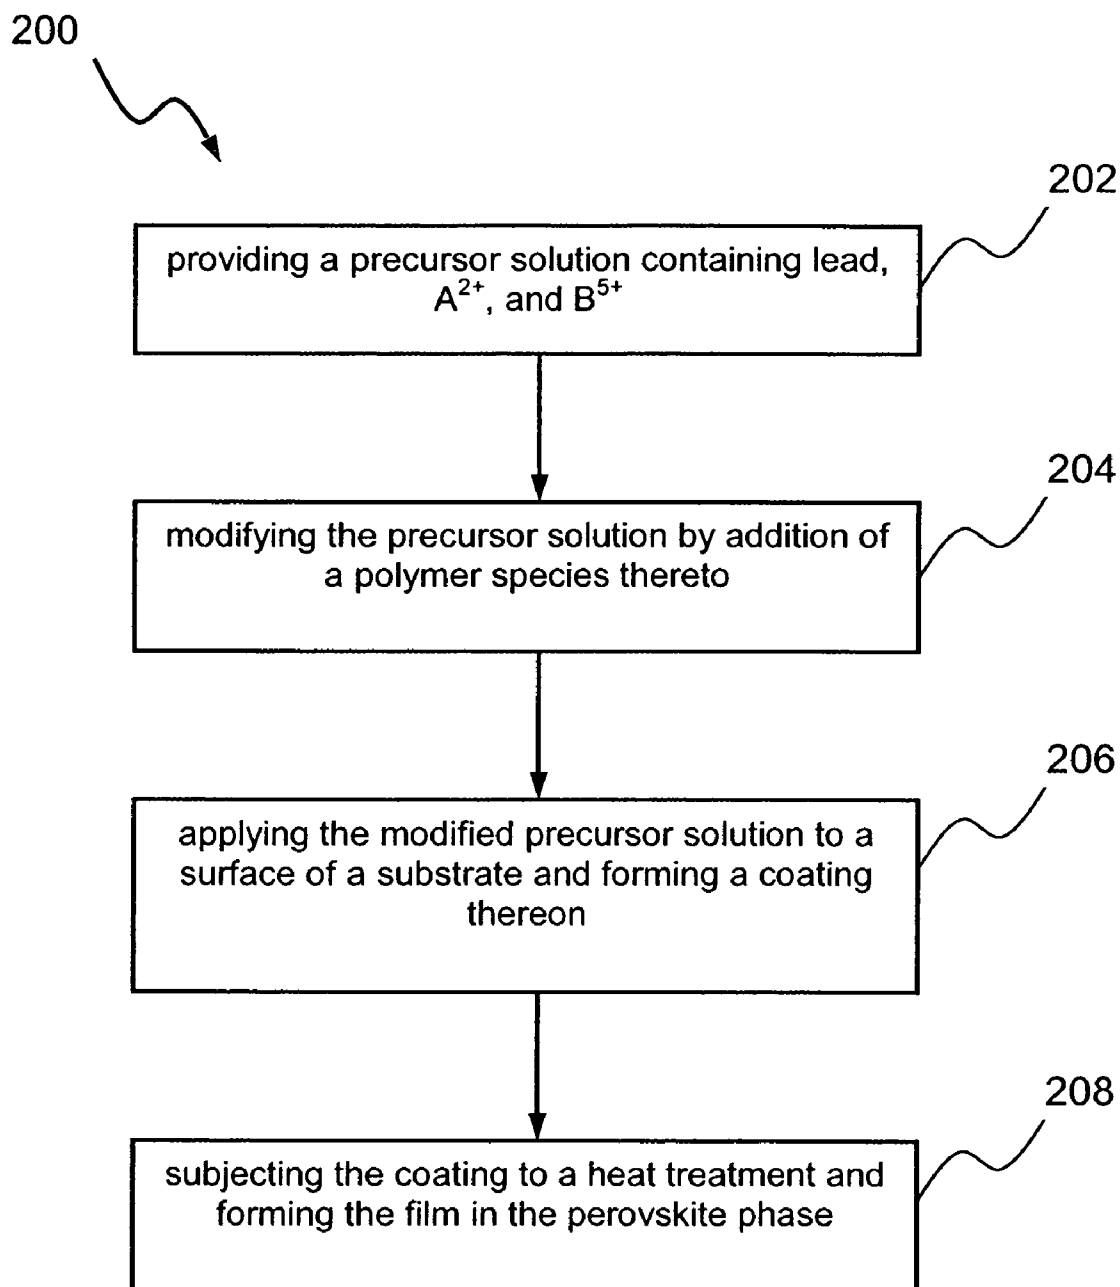 200
202
providing a precursor solution containing lead,
A²⁺, and B⁵⁺
204
modifying the precursor solution by addition of
a polymer species thereto
206
applying the modified precursor solution to a
surface of a substrate and forming a coating
thereon
208
subjecting the coating to a heat treatment and
forming the film in the perovskite phase